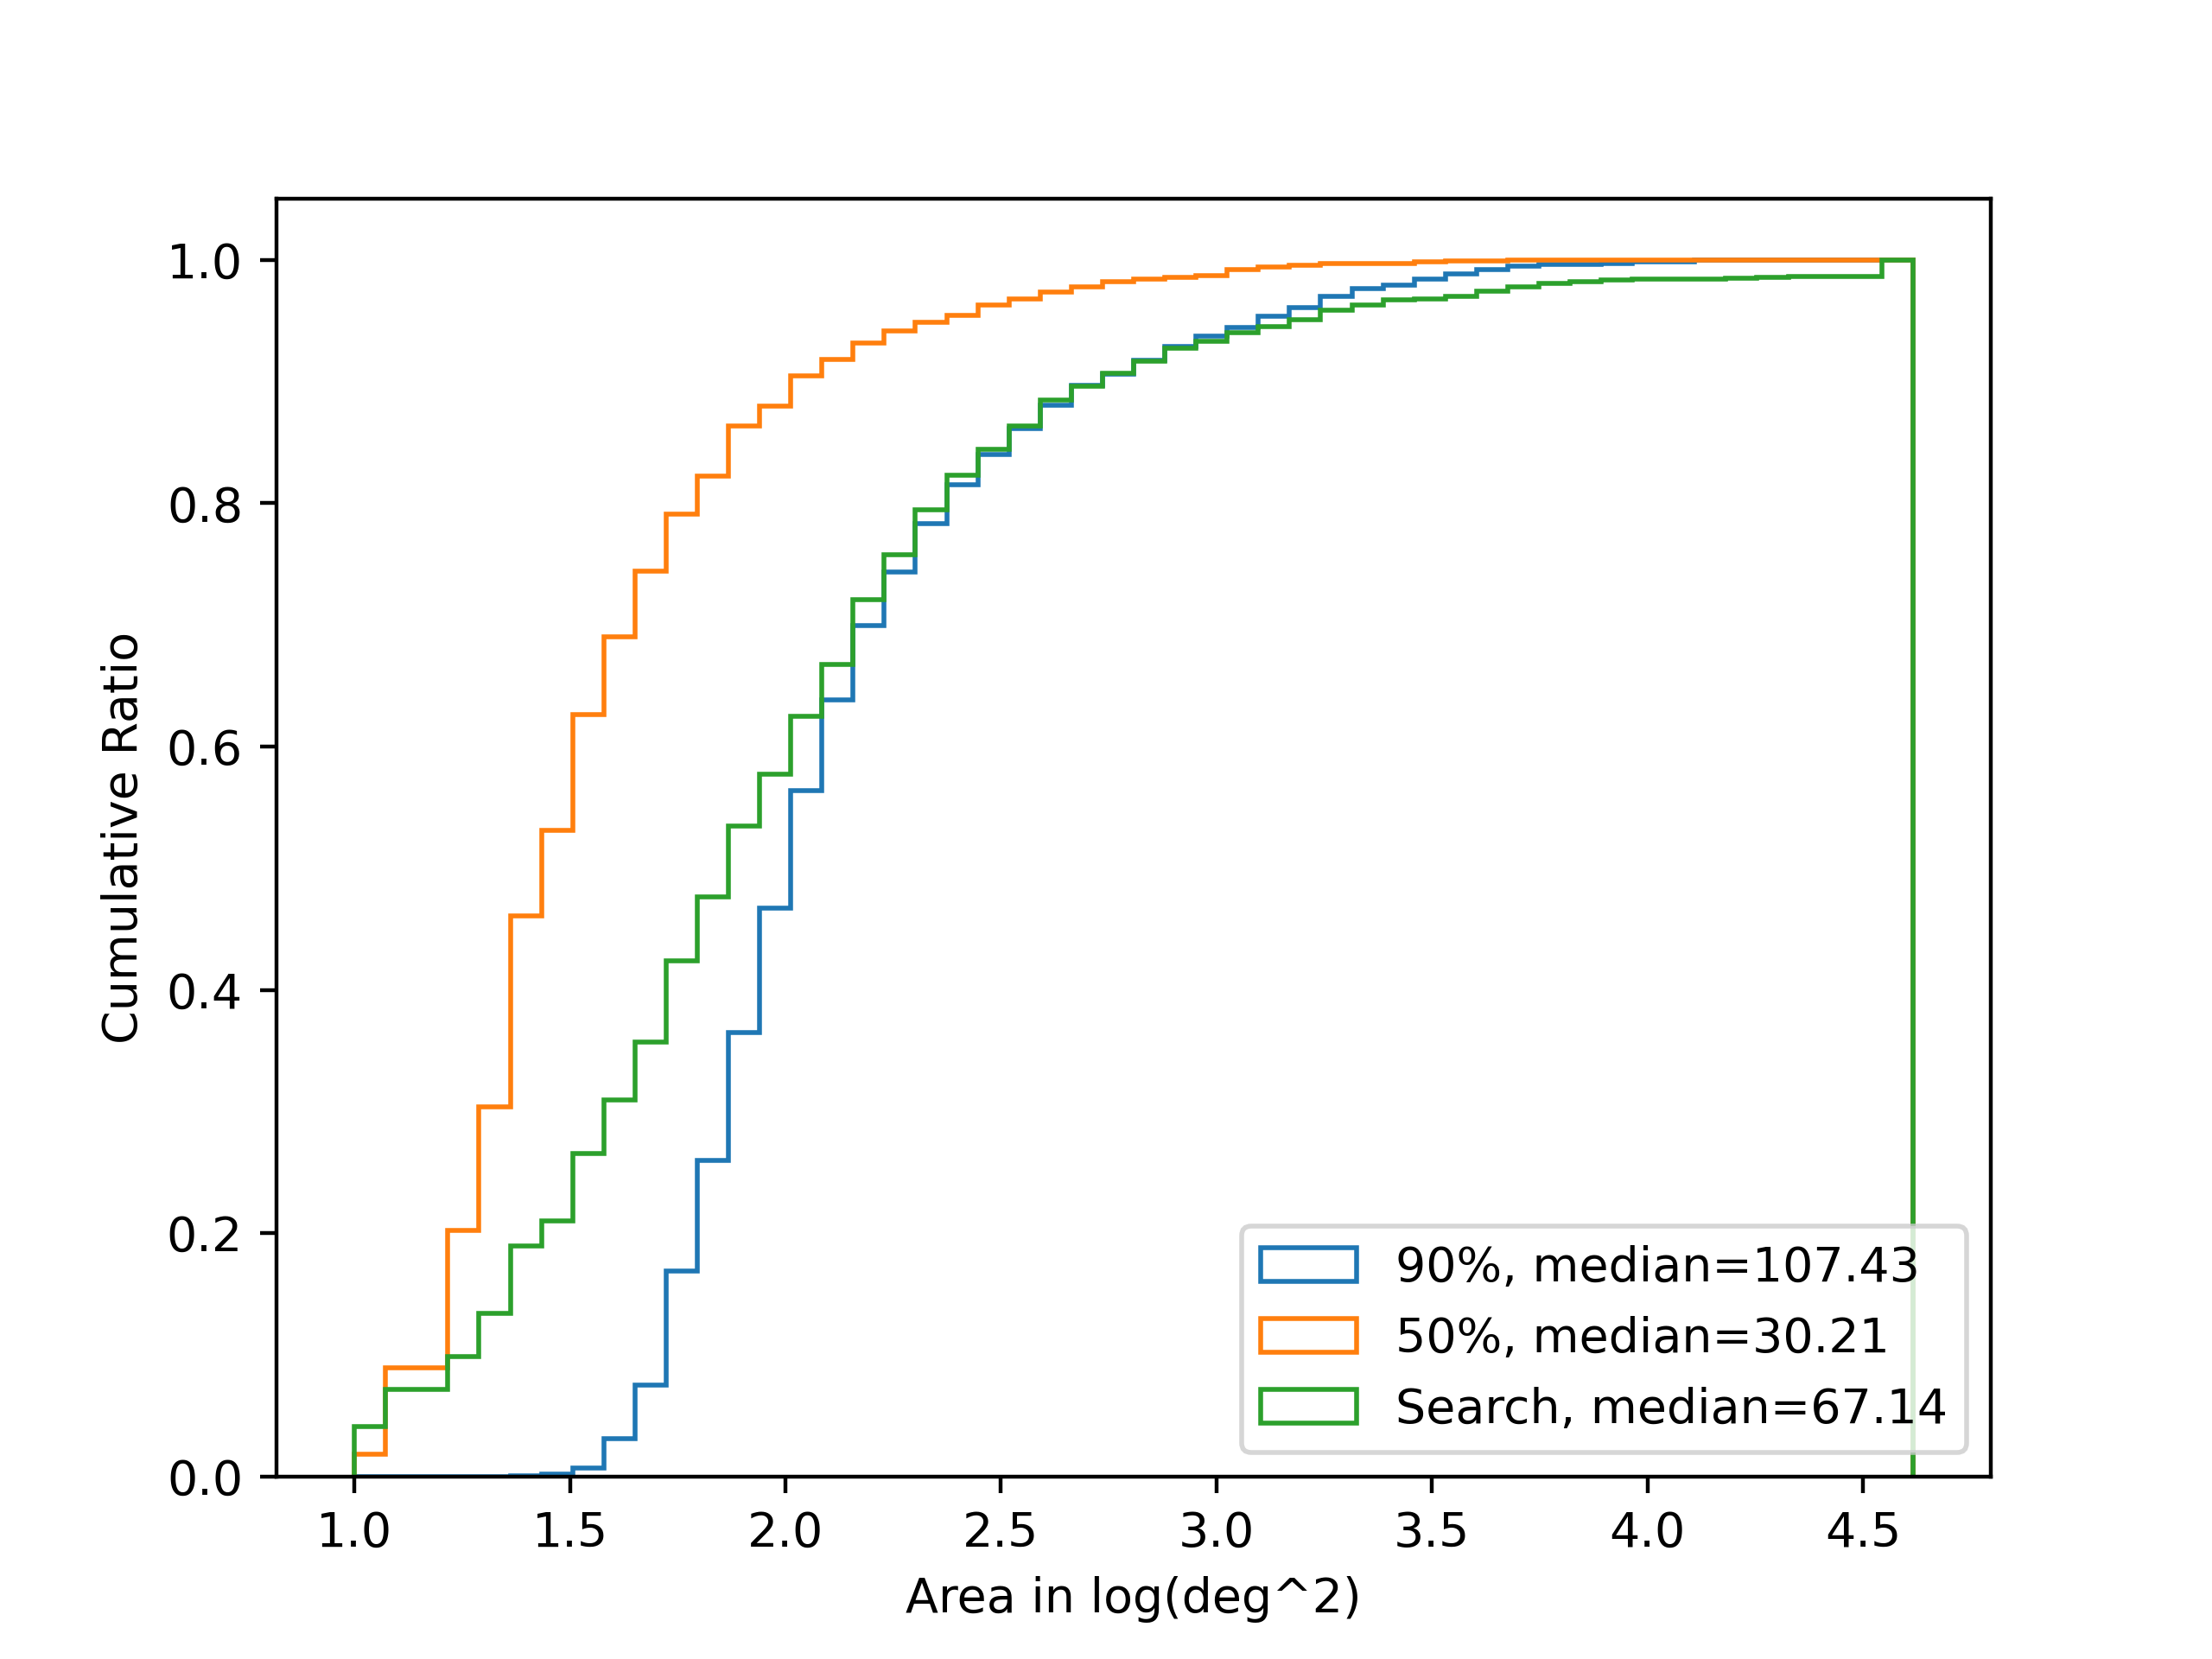 1.0
0.8
0.6
0.4
0.2
0.0
Cumulative Ratio
90%, median=107.43
50%, median=30.21
Search, median=67.14
1.0 1.5 2.0 2.5 3.0 3.5 4.0 4.5
Area in log(deg^2)